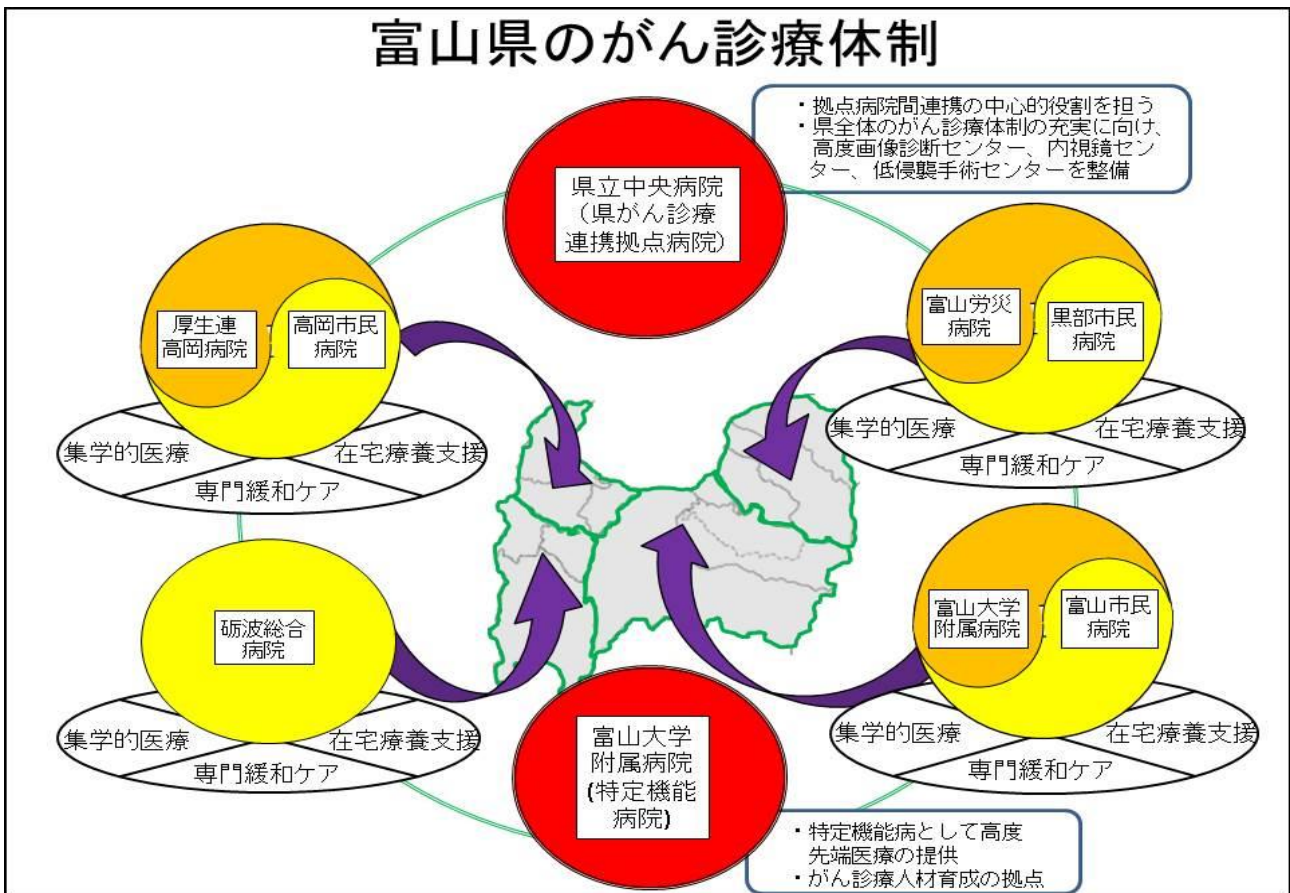 富山県のがん診療体制
・拠点病院間連携の中心的役割を担う
・県全体のがん診療体制の充実に向け、
高度画像診断センター、内視鏡セン
ター、低侵襲手術センターを整備
県立中央病院
（県がん診療
連携拠点病院）
厚生連
高岡病院
高岡市民
病院
集学的医療
在宅療養支援
専門緩和ケア
富山労災
病院
黒部市民
病院
集学的医療
在宅療養支援
専門緩和ケア
砺波総合
病院
集学的医療
在宅療養支援
専門緩和ケア
富山大学
附属病院
富山市民
病院
集学的医療
在宅療養支援
専門緩和ケア
富山大学
附属病院
(特定機能
病院)
・特定機能病として高度
先端医療の提供
・がん診療人材育成の拠点